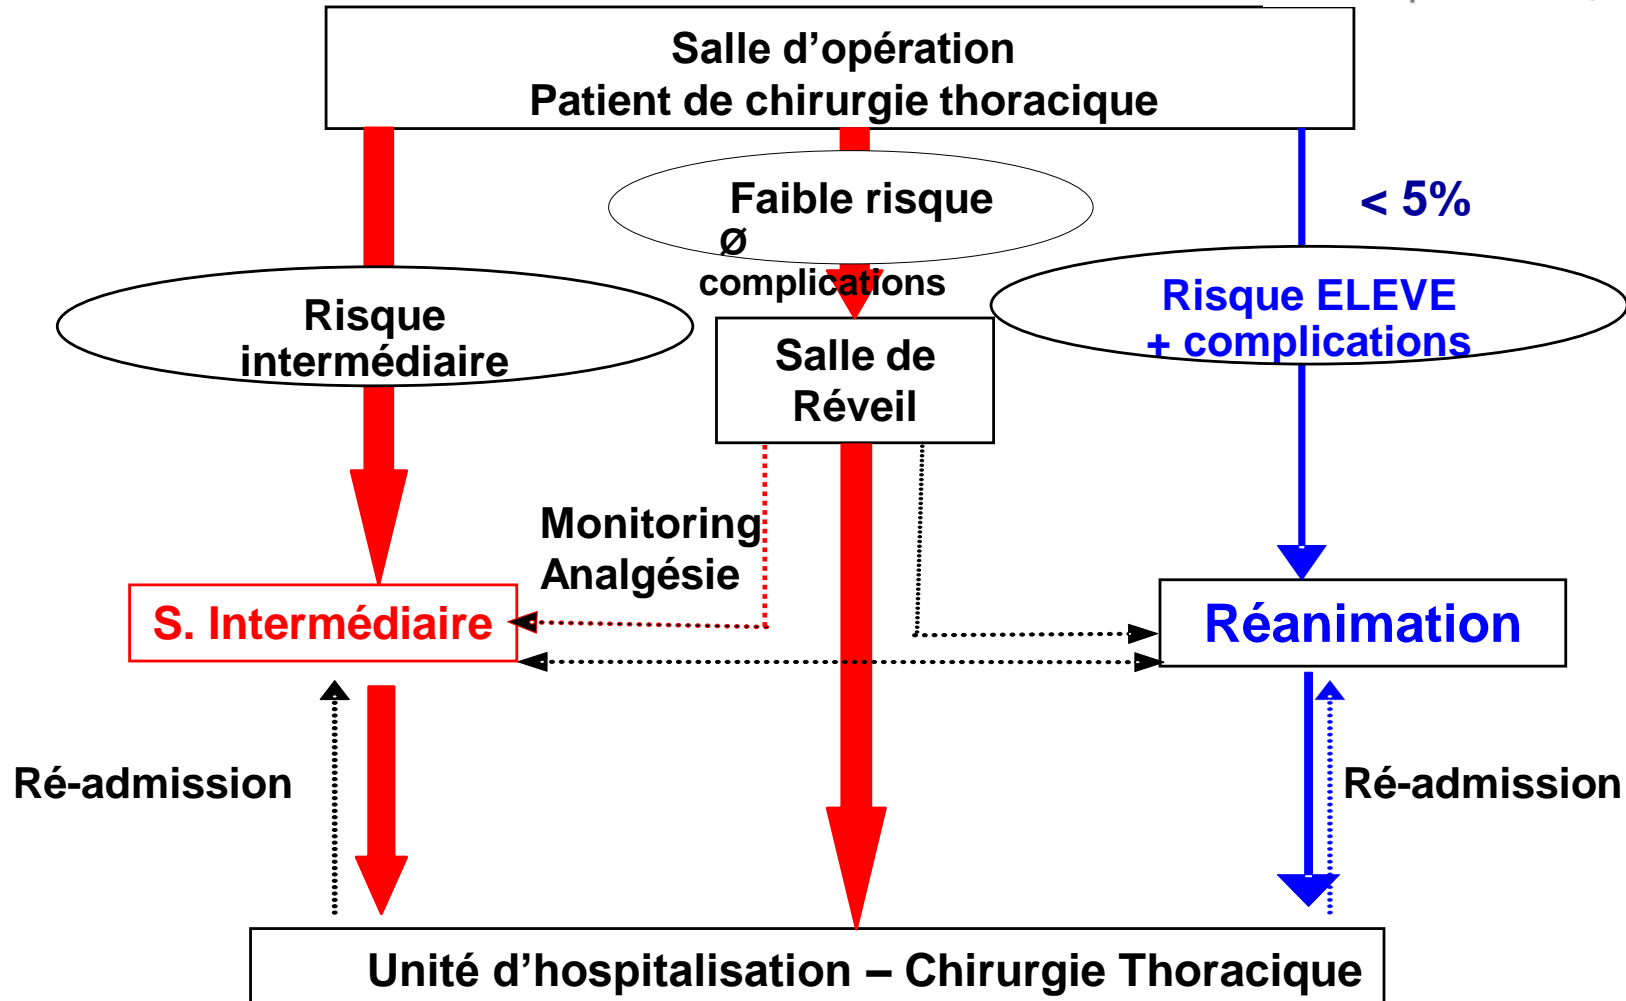 Salle d’opération
Patient de chirurgie thoracique
Faible risque
Ø
complications
< 5%
Risque
intermédiaire
Risque ELEVE
+ complications
Salle de
Réveil
Monitoring
Analgésie
S. Intermédiaire
Réanimation
Ré-admission
Ré-admission
Unité d’hospitalisation – Chirurgie Thoracique